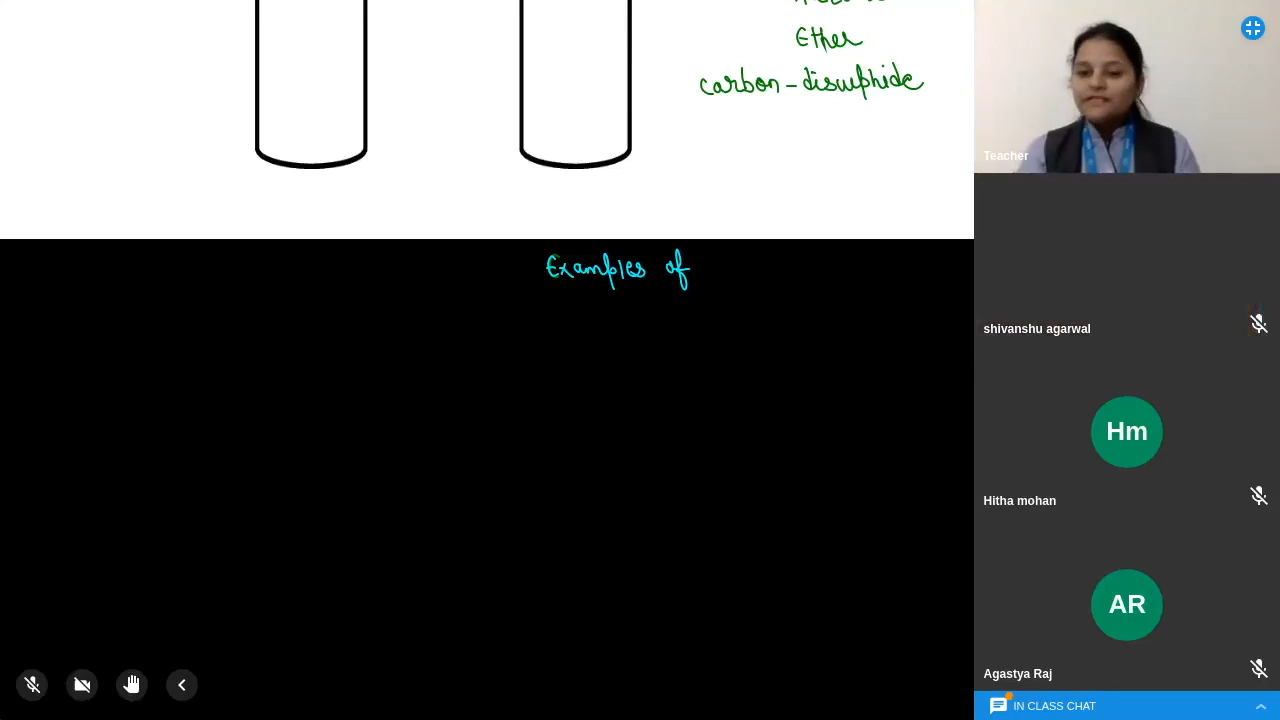 Ether
carbon-disulphide
Examples of
Teacher
shivanshu agarwal
Hm
Hitha mohan
AR
Agastya Raj
IN CLASS CHAT